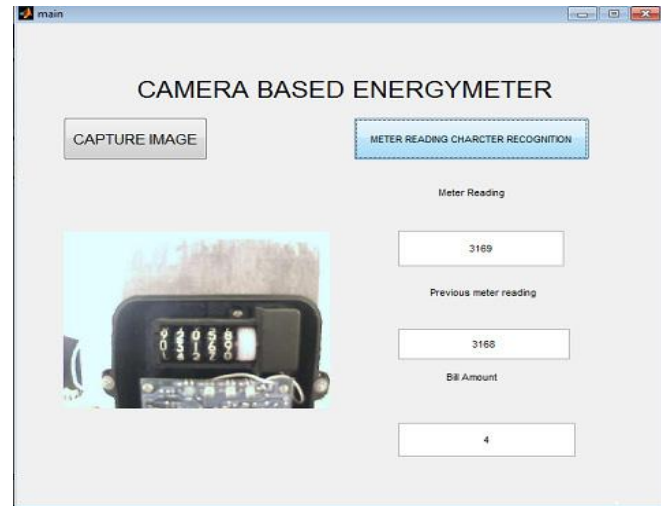 main
CAMERA BASED ENERGYMETER
CAPTURE IMAGE
METER READING CHARCTER RECOGNITION
Meter Reading
3169
Previous meter reading
3168
Bill Amount
4